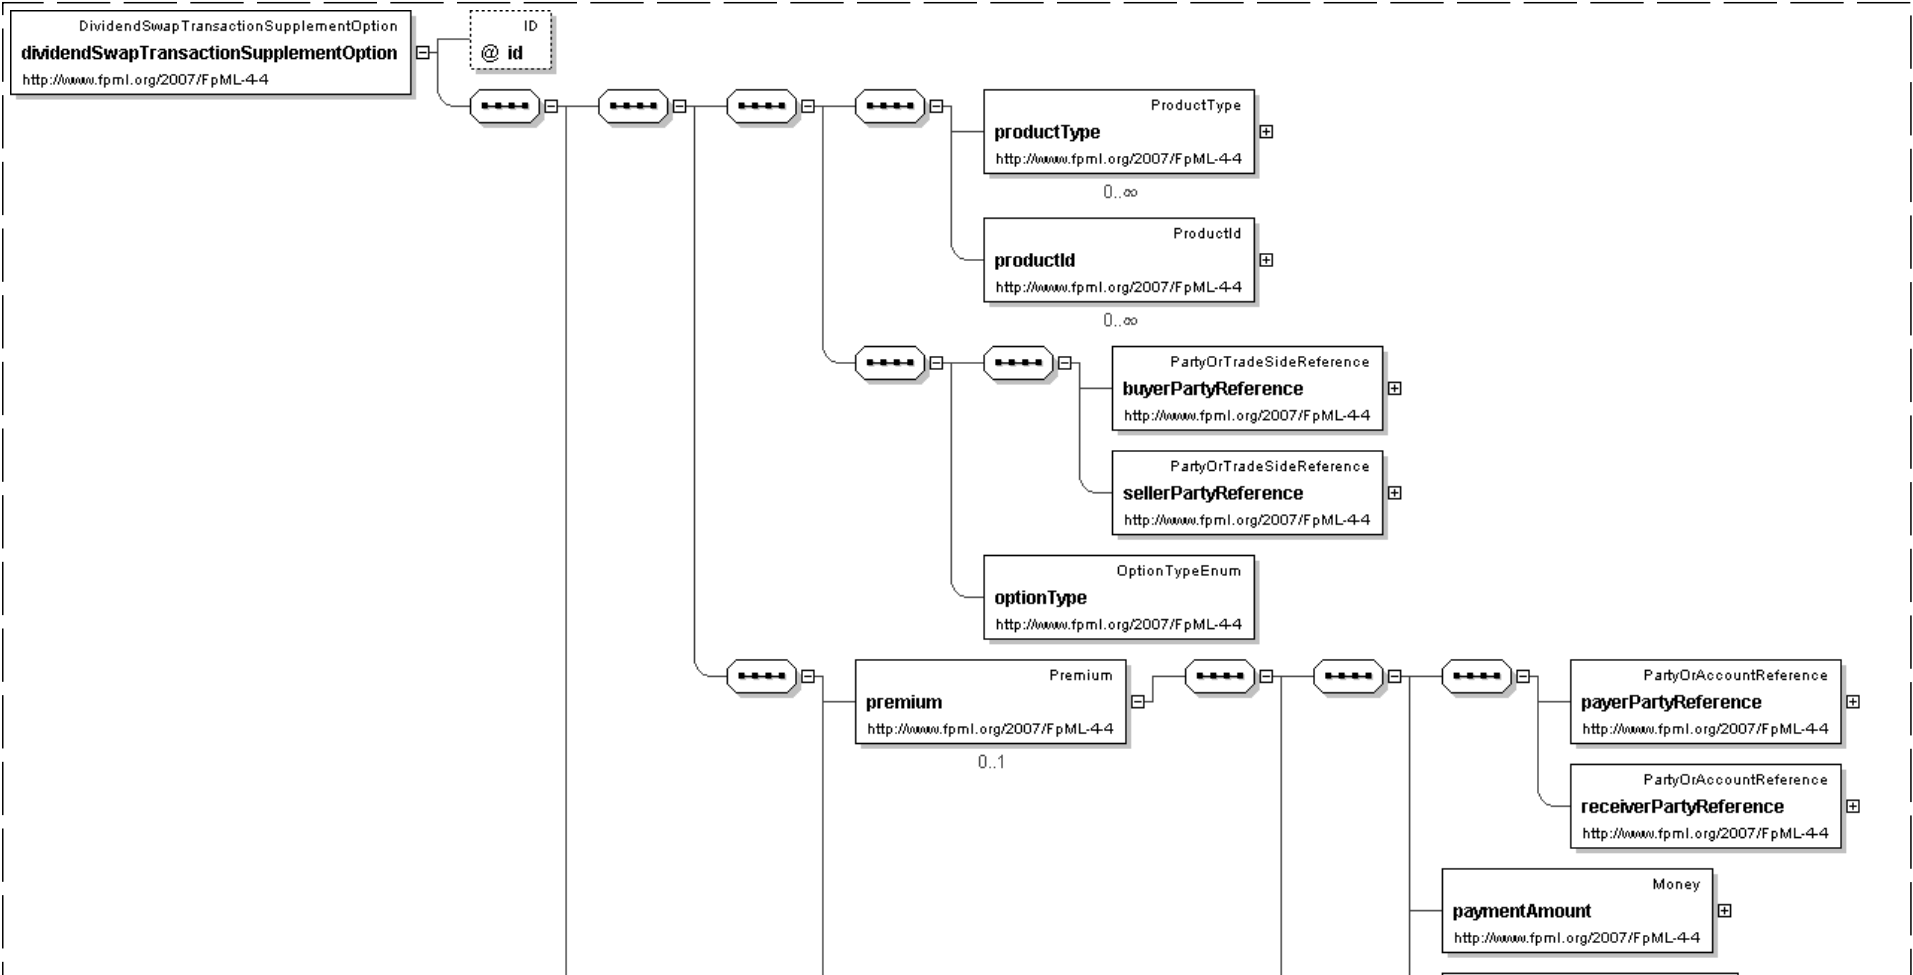 DividendSwapTransactionSupplementOption
dividendSwapTransactionSupplementOption
http://www.fpml.org/2007/FpML-4-4
ID
@ id
ProductType
productType
http://www.fpml.org/2007/FpML-4-4
0..∞
ProductId
productId
http://www.fpml.org/2007/FpML-4-4
0..∞
PartyOrTradeSideReference
buyerPartyReference
http://www.fpml.org/2007/FpML-4-4
PartyOrTradeSideReference
sellerPartyReference
http://www.fpml.org/2007/FpML-4-4
OptionTypeEnum
optionType
http://www.fpml.org/2007/FpML-4-4
Premium
premium
http://www.fpml.org/2007/FpML-4-4
0..1
PartyOrAccountReference
payerPartyReference
http://www.fpml.org/2007/FpML-4-4
PartyOrAccountReference
receiverPartyReference
http://www.fpml.org/2007/FpML-4-4
Money
paymentAmount
http://www.fpml.org/2007/FpML-4-4